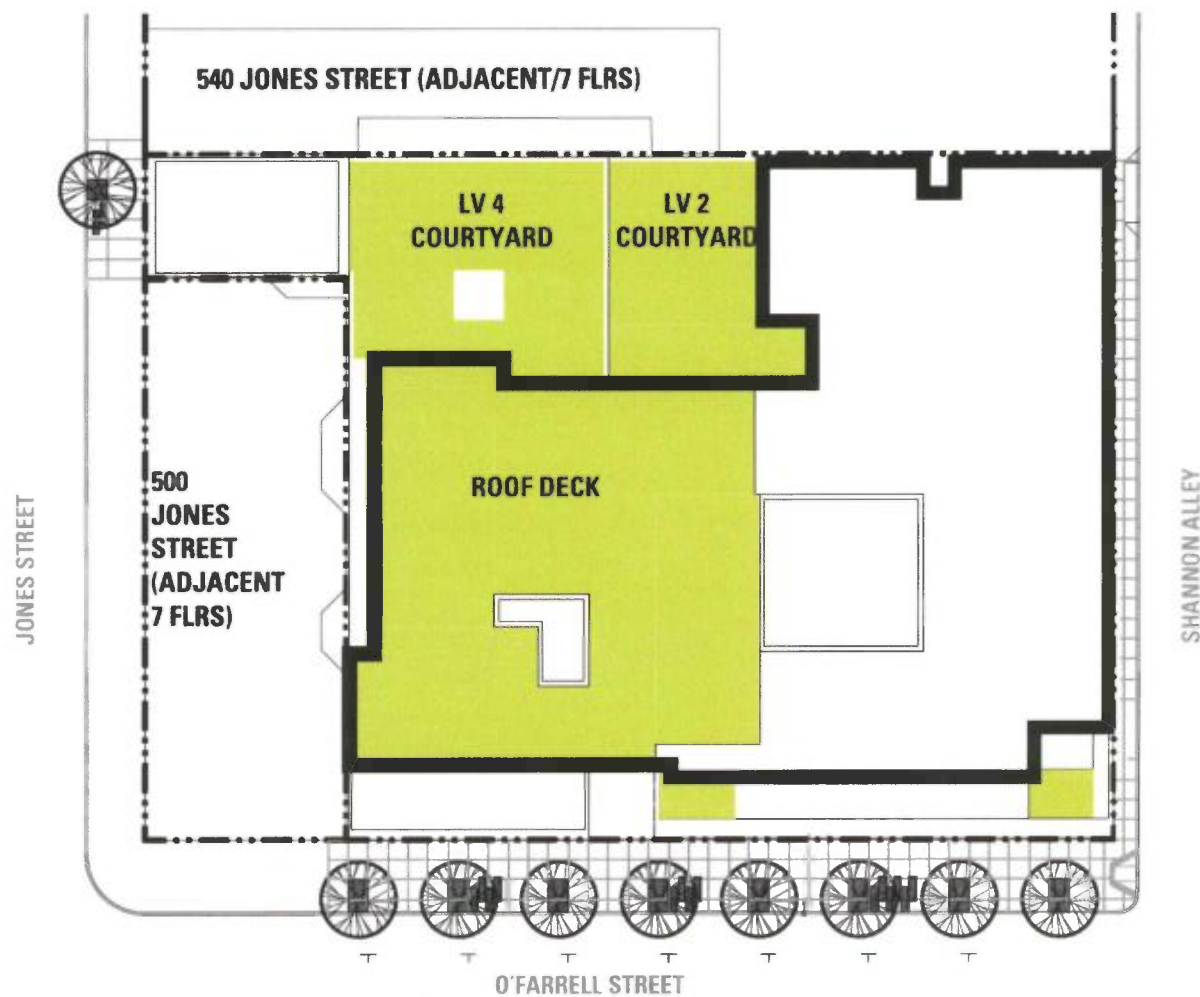 540 JONES STREET (ADJACENT/7 FLRS)
LV 4
COURTYARD
LV 2
COURTYARD
ROOF DECK
500
JONES
STREET
(ADJACENT
7 FLRS)
JONES STREET
SHANNON ALLEY
O'FARRELL STREET